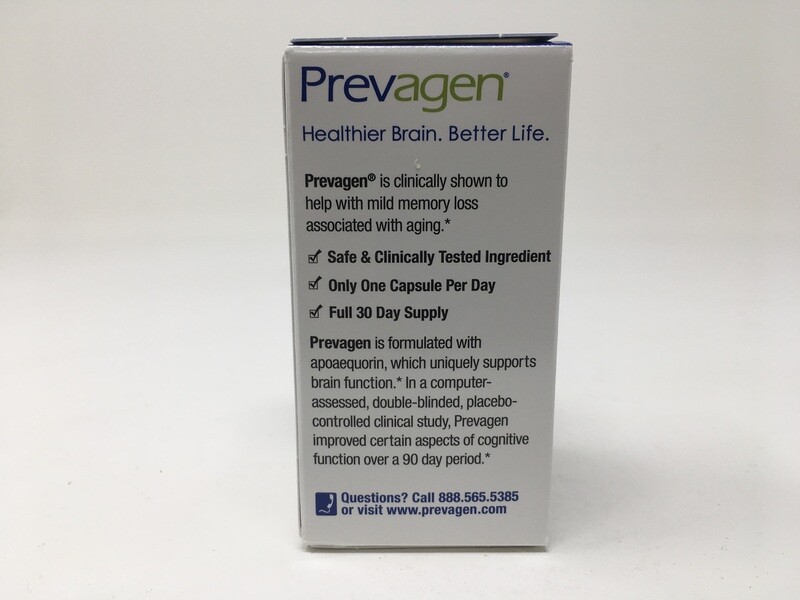 Prevagen®
Healthier Brain. Better Life.
Prevagen® is clinically shown to
help with mild memory loss
associated with aging.*
Safe & Clinically Tested Ingredient
Only One Capsule Per Day
Full 30 Day Supply
Prevagen is formulated with
apoaequorin, which uniquely supports
brain function.* In a computer-
assessed, double-blinded, placebo-
controlled clinical study, Prevagen
improved certain aspects of cognitive
function over a 90 day period.*
Questions? Call 888.565.5385
or visit www.prevagen.com